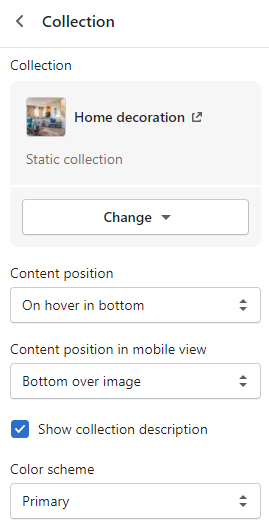 Collection
Collection
Home decoration
Static collection
Change
Content position
On hover in bottom
Content position in mobile view
Bottom over image
Show collection description
Color scheme
Primary